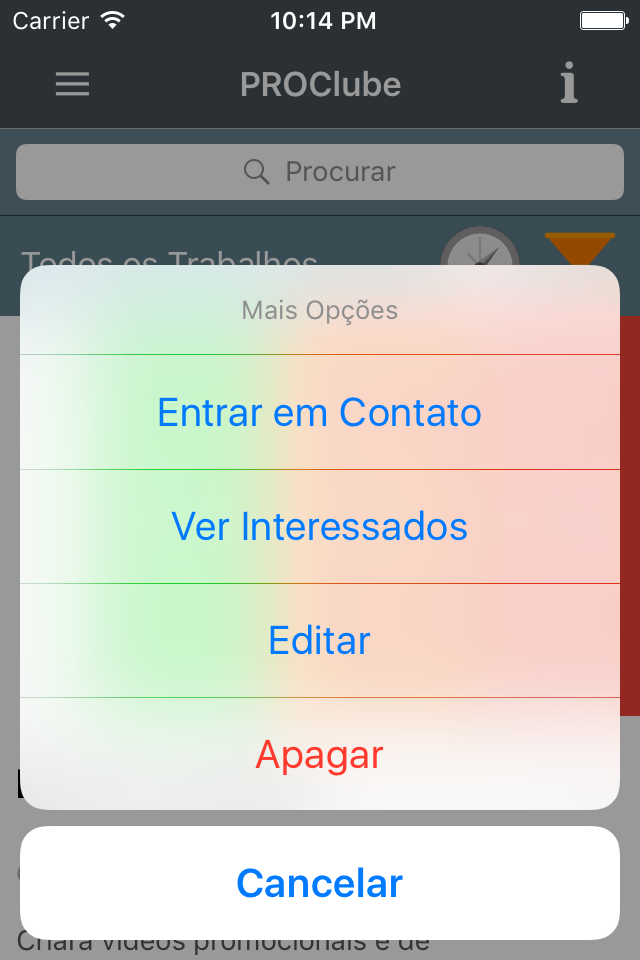 Carrier 10:14 PM
PROClube
Procurar
Todos os Trabalhos
Mais Opções
Entrar em Contato
Ver Interessados
Editar
Apagar
Cancelar
Criará vídeos promocionais e de